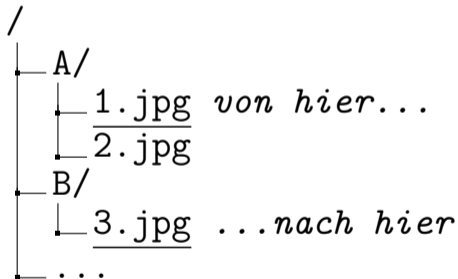 /
A/
1.jpg von hier...
2.jpg
B/
3.jpg ...nach hier
...